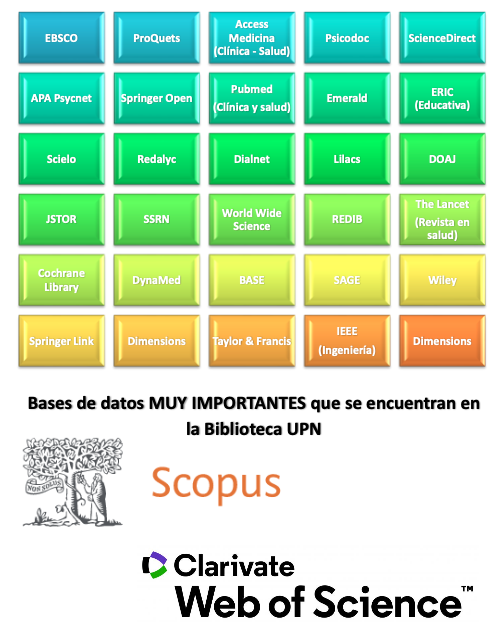 EBSCO
ProQuets
Access
Medicina
(Clínica - Salud)
Psicodoc
ScienceDirect
APA Psycnet
Springer Open
Pubmed
(Clínica y salud)
Emerald
ERIC
(Educativa)
Scielo
Redalyc
Dialnet
Lilacs
DOAJ
JSTOR
SSRN
World Wide
Science
REDIB
The Lancet
(Revista en
salud)
Cochrane
Library
DynaMed
BASE
SAGE
Wiley
Springer Link
Dimensions
Taylor & Francis
IEEE
(Ingeniería)
Dimensions
Bases de datos MUY IMPORTANTES que se encuentran en
la Biblioteca UPN
NON SOLUS
Scopus
Clarivate
Web of Science™